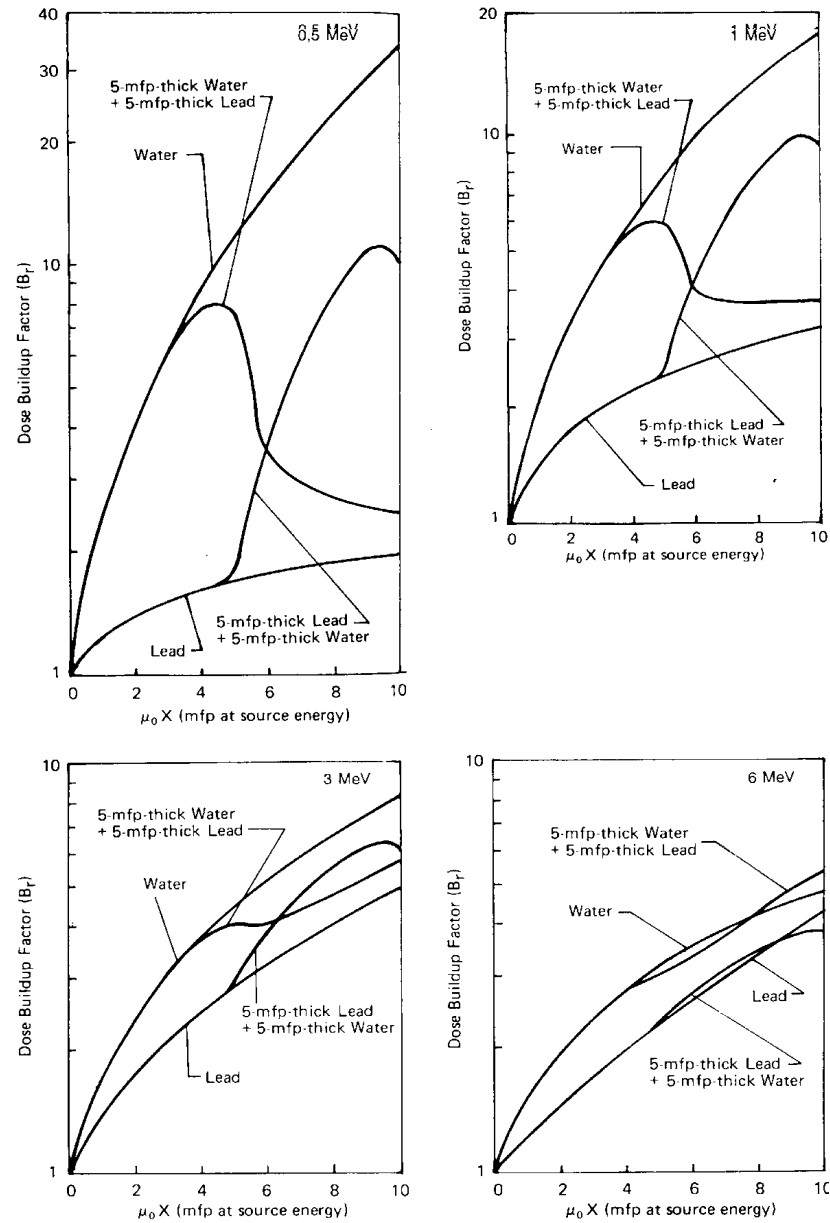 0.5 MeV
40
30
20
10
1
5-mfp-thick Water
+ 5-mfp-thick Lead
Water
5-mfp-thick Lead
+ 5-mfp-thick Water
Lead
Dose Buildup Factor (Br)
0 2 4 6 8 10
μ₀ X (mfp at source energy)
1 MeV
20
10
1
5-mfp-thick Water
+ 5-mfp-thick Lead
Water
5-mfp-thick Lead
+ 5-mfp-thick Water
Lead
Dose Buildup Factor (Br)
0 2 4 6 8 10
μ₀ X (mfp at source energy)
3 MeV
10
1
5-mfp-thick Water
+ 5-mfp-thick Lead
Water
5-mfp-thick Lead
+ 5-mfp-thick Water
Lead
Dose Buildup Factor (Br)
0 2 4 6 8 10
μ₀ X (mfp at source energy)
6 MeV
10
1
5-mfp-thick Water
+ 5-mfp-thick Lead
Water
Lead
5-mfp-thick Lead
+ 5-mfp-thick Water
Dose Buildup Factor (Br)
0 2 4 6 8 10
μ₀ X (mfp at source energy)